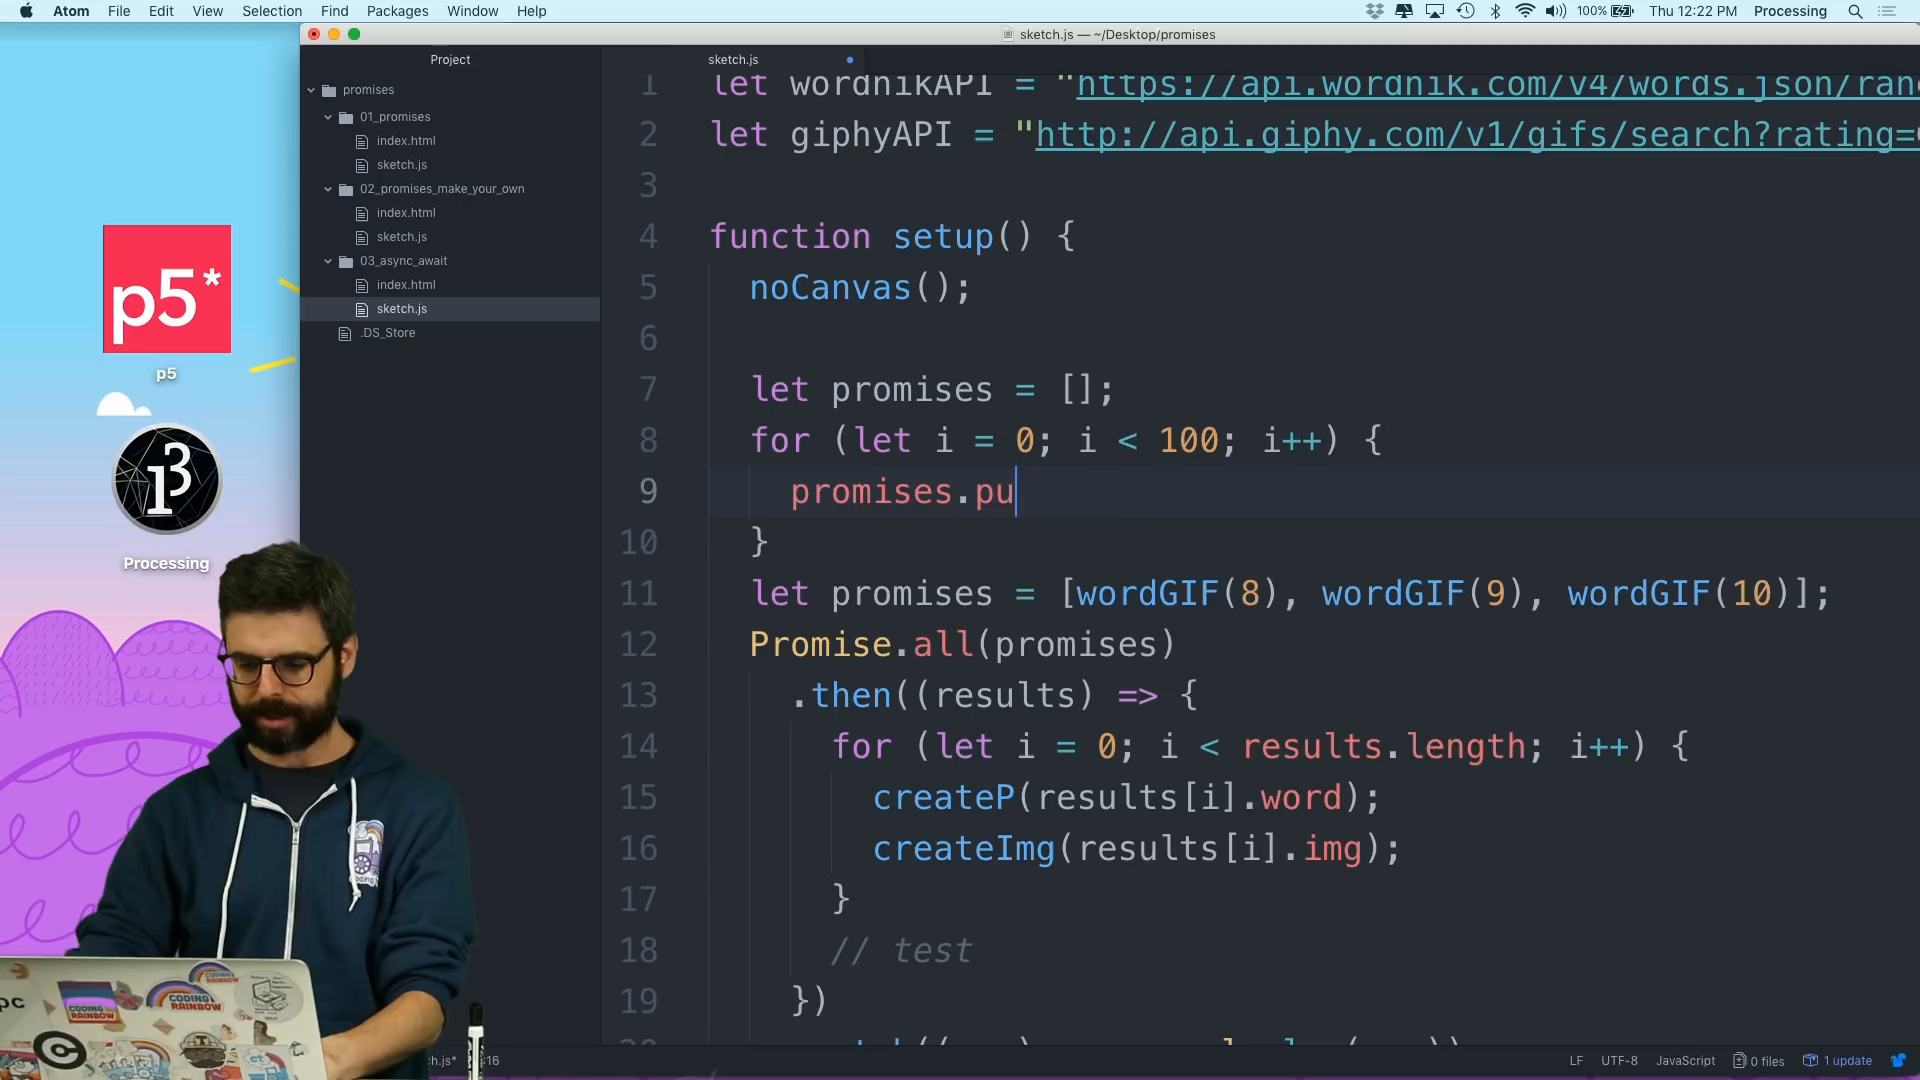 Atom File Edit View Selection Find Packages Window Help 100% Thu 12:22 PM Processing
sketch.js — ~/Desktop/promises
Project
promises
01_promises
index.html
sketch.js
02_promises_make_your_own
index.html
sketch.js
03_async_await
index.html
sketch.js
.DS_Store
p5*
p5
Processing
sketch.js
1 let wordnikAPI = "https://api.wordnik.com/v4/words.json/ran
2 let giphyAPI = "http://api.giphy.com/v1/gifs/search?rating=
3
4 function setup() {
5 noCanvas();
6
7 let promises = [];
8 for (let i = 0; i < 100; i++) {
9 promises.pu
10 }
11 let promises = [wordGIF(8), wordGIF(9), wordGIF(10)];
12 Promise.all(promises)
13 .then((results) => {
14 for (let i = 0; i < results.length; i++) {
15 createP(results[i].word);
16 createImg(results[i].img);
17 }
18 // test
19 })
CODING
RAINBOW
CODING
RAINBOW
LF UTF-8 JavaScript 0 files 1 update